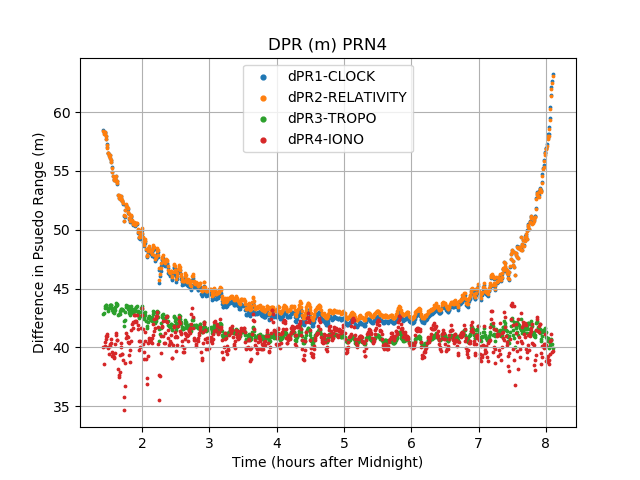 DPR (m) PRN4
dPR1-CLOCK
dPR2-RELATIVITY
dPR3-TROPO
dPR4-IONO
Difference in Psuedo Range (m)
60
55
50
45
40
35
2 3 4 5 6 7 8
Time (hours after Midnight)